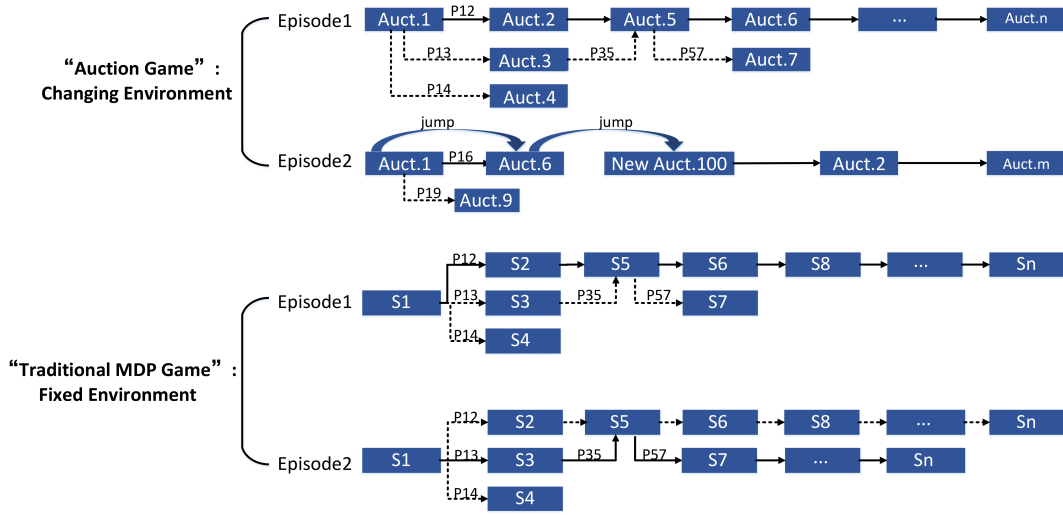 Episode1
Auct.1
P12
Auct.2
Auct.5
Auct.6
...
Auct.n
P13
Auct.3
P35
P57
Auct.7
P14
Auct.4
“Auction Game” :
Changing Environment
jump
jump
Episode2
Auct.1
P16
Auct.6
New Auct.100
Auct.2
Auct.m
P19
Auct.9
P12
S2
S5
S6
S8
...
Sn
Episode1
S1
P13
S3
P35
P57
S7
P14
S4
“Traditional MDP Game” :
Fixed Environment
P12
S2
S5
S6
S8
...
Sn
Episode2
S1
P13
S3
P35
P57
S7
...
Sn
P14
S4